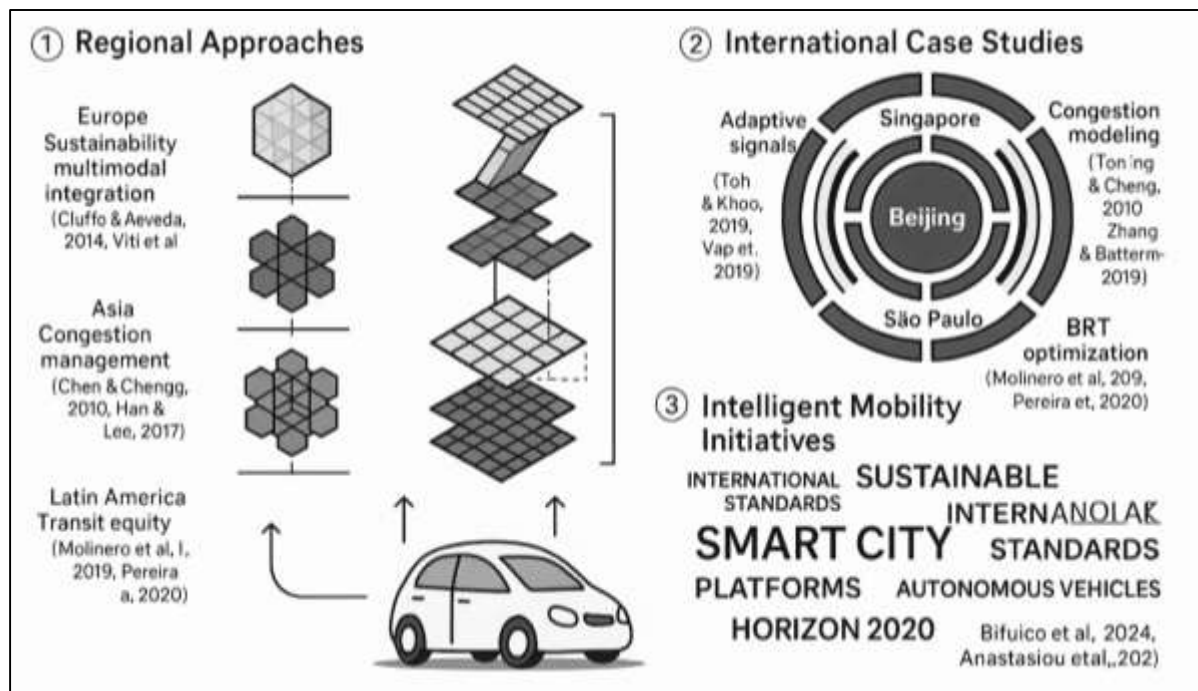 ① Regional Approaches
Europe
Sustainability
multimodal
integration
(Cluffo & Aeveda,
2014, Viti et al
Asia
Congestion
management
(Chen & Chengg,
2010, Han &
Lee, 2017)
Latin America
Transit equity
(Molinero et al, l,
2019, Pereira
a, 2020)
② International Case Studies
Adaptive
signals
(Toh
& Khoo,
2019,
Vap et.
2019)
Singapore
Beijing
São Paulo
Congestion
modeling
& Cheng,
2010
Zhang
& Batterm-
2019)
BRT
optimization
(Molinero et al, 209,
Pereira et, 2020)
③ Intelligent Mobility
Initiatives
INTERNATIONAL
STANDARDS
SUSTAINABLE
INTERNANOLAK
SMART CITY
STANDARDS
PLATFORMS
AUTONOMOUS VEHICLES
HORIZON 2020
Bifuico et al, 2024,
Anastasiou etal,.202)